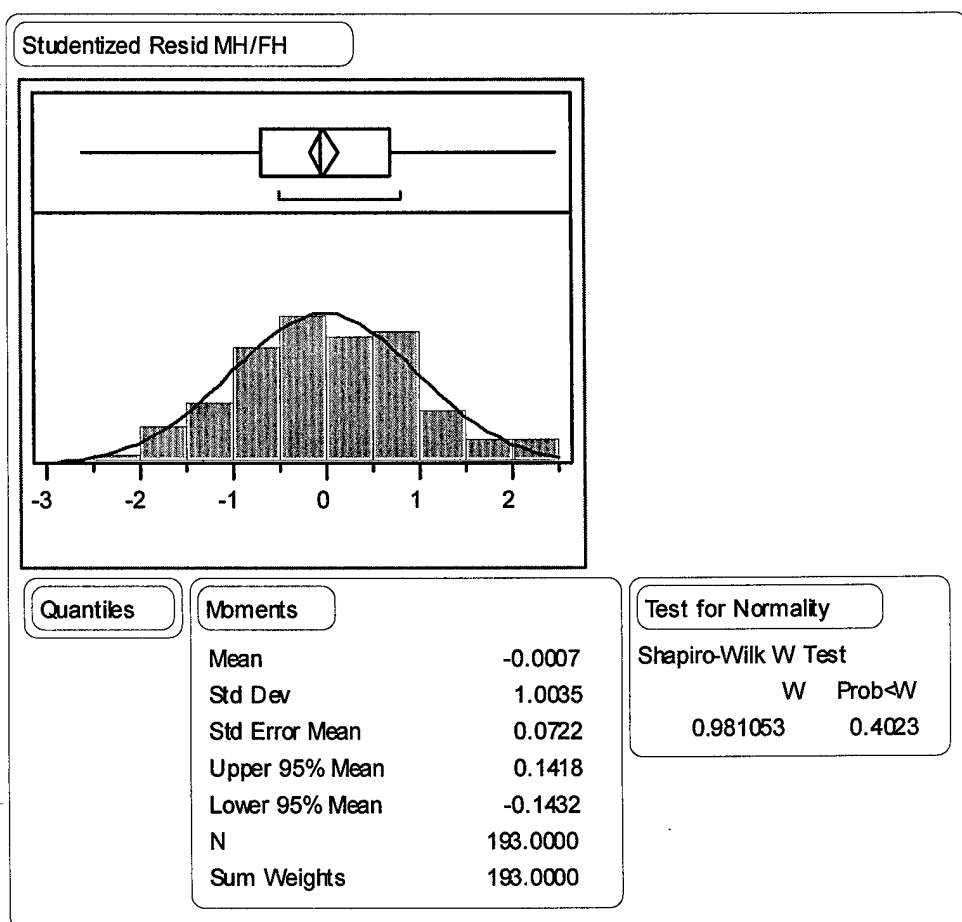 Studentized Resid MH/FH
-3 -2 -1 0 1 2
Quantiles
Moments
Mean -0.0007
Std Dev 1.0035
Std Error Mean 0.0722
Upper 95% Mean 0.1418
Lower 95% Mean -0.1432
N 193.0000
Sum Weights 193.0000
Test for Normality
Shapiro-Wilk W Test
W Prob<W
0.981053 0.4023